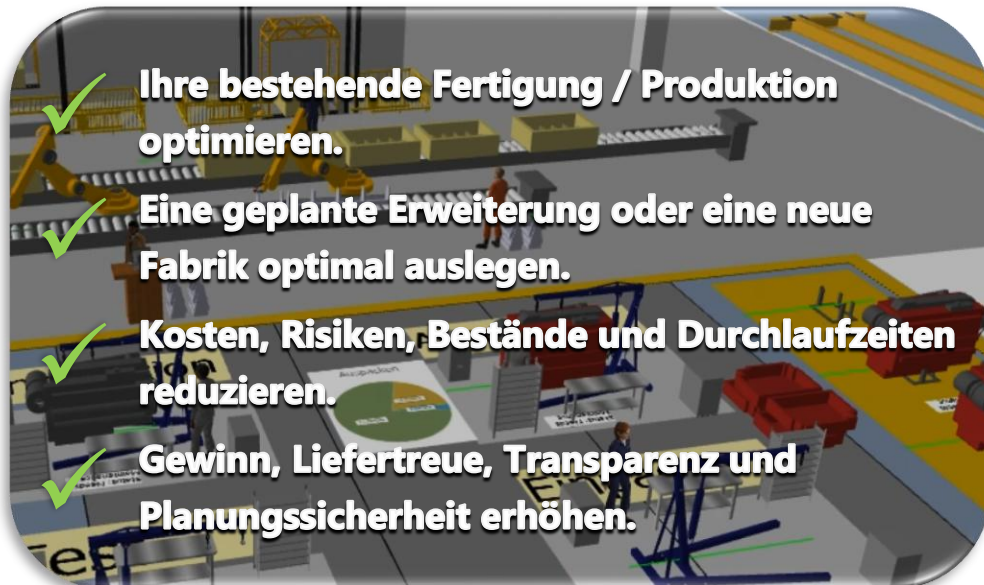 Ihre bestehende Fertigung / Produktion
optimieren.
Eine geplante Erweiterung oder eine neue
Fabrik optimal auslegen.
Kosten, Risiken, Bestände und Durchlaufzeiten
reduzieren.
Auspacken
Gewinn, Liefertreue, Transparenz und
Planungssicherheit erhöhen.